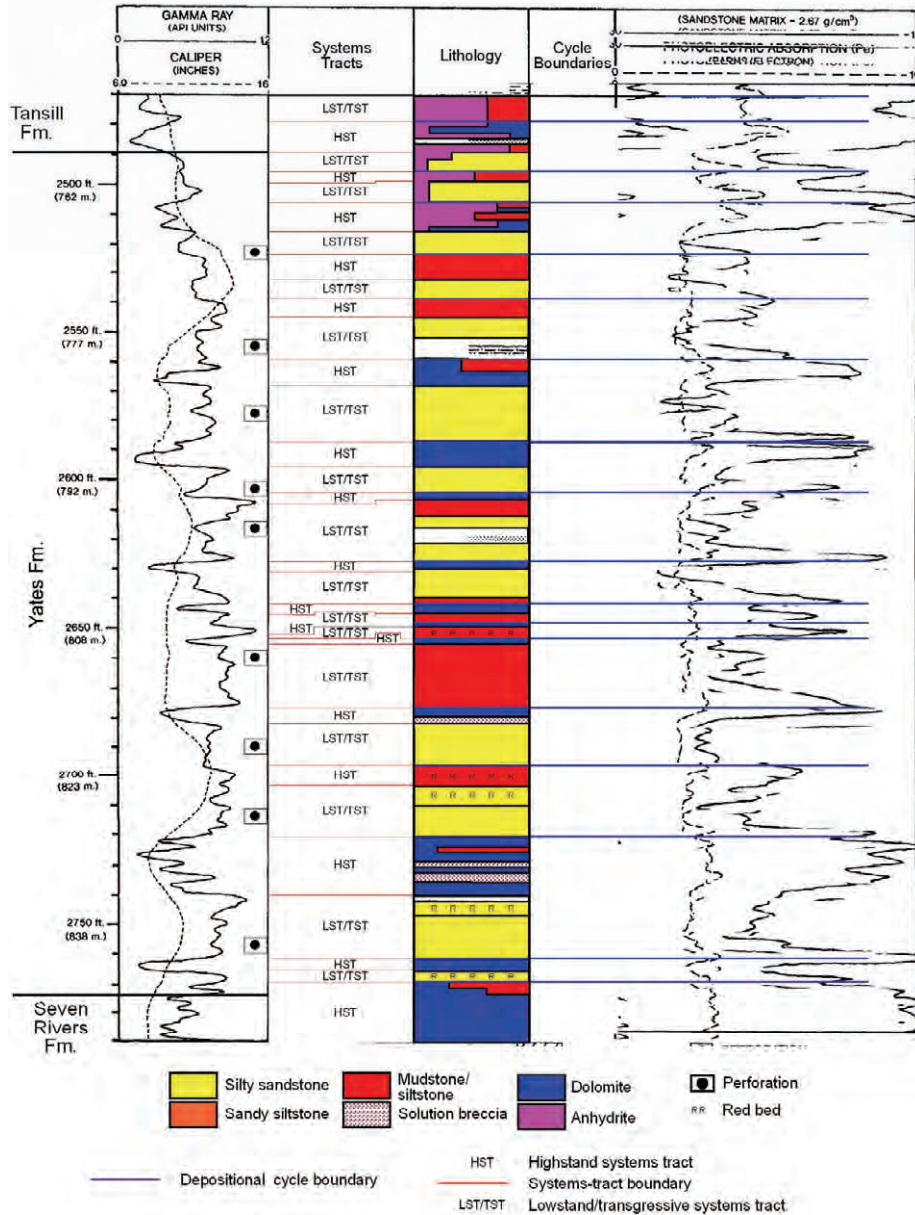 GAMMA RAY
(API UNITS)
0 12
CALIPER
(INCHES)
6.0 16
Systems
Tracts
Lithology
Cycle
Boundaries
(SANDSTONE MATRIX - 2.67 g/cm³)
PHOTOELECTRIC ABSORPTION (Pe)
(BARNS/ELECTRON)
Tansill
Fm.
LST/TST
HST
LST/TST
HST
2500 ft.
(762 m.)
LST/TST
HST
LST/TST
HST
LST/TST
HST
2550 ft.
(777 m.)
LST/TST
HST
LST/TST
HST
2600 ft.
(792 m.)
LST/TST
HST
LST/TST
HST
Yates Fm.
LST/TST
HST
LST/TST
2650 ft.
(808 m.)
HST
LST/TST
HST
R R R R R
LST/TST
HST
LST/TST
2700 ft.
(823 m.)
HST
R R R R R
R R R R R
LST/TST
HST
2750 ft.
(838 m.)
R R R R R
LST/TST
HST
LST/TST
R R R R R
Seven
Rivers
Fm.
HST
Silty sandstone
Mudstone/
siltstone
Dolomite
Perforation
Sandy siltstone
Solution breccia
Anhydrite
RR Red bed
Depositional cycle boundary
HST Highstand systems tract
Systems-tract boundary
LST/TST Lowstand/transgressive systems tract